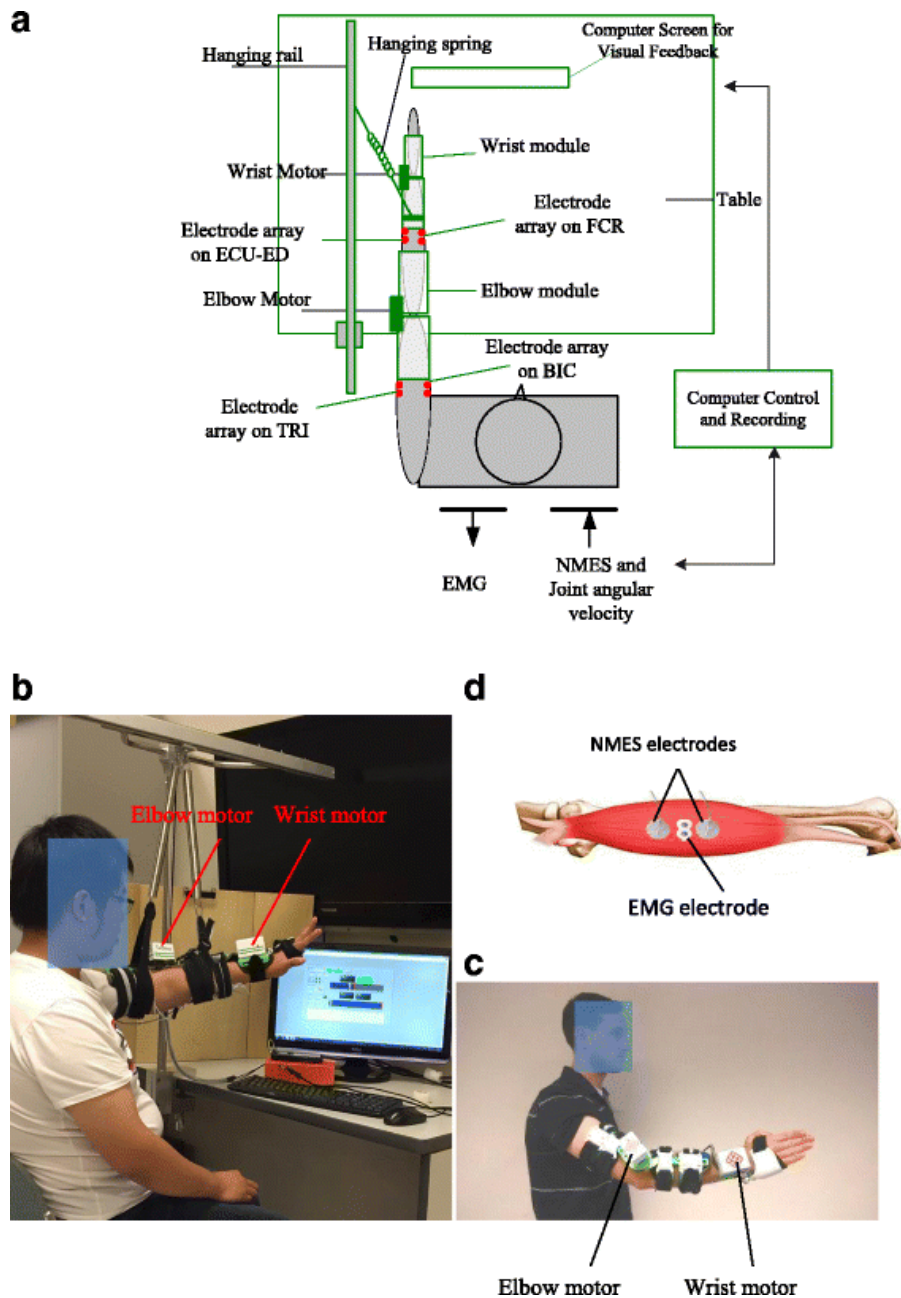 a
Computer Screen for
Visual Feedback
Hanging spring
Hanging rail
Wrist module
Wrist Motor
Table
Electrode
array on FCR
Electrode array
on ECU-ED
Elbow module
Elbow Motor
Electrode array
on BIC
Electrode
array on TRI
Computer Control
and Recording
EMG
NMES and
Joint angular
velocity
b
Elbow motor
Wrist motor
d
NMES electrodes
EMG electrode
c
Elbow motor
Wrist motor